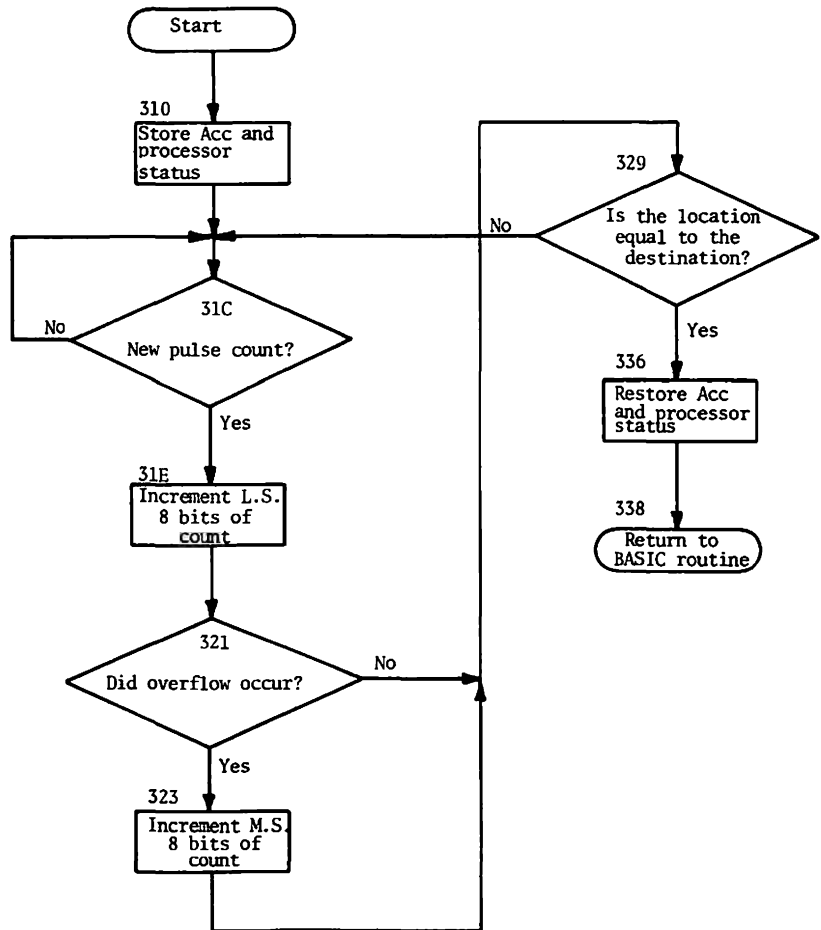 Start
310
Store Acc and
processor
status
31C
New pulse count?
No
Yes
31E
Increment L.S.
8 bits of
count
321
Did overflow occur?
No
Yes
323
Increment M.S.
8 bits of
count
329
Is the location
equal to the
destination?
No
Yes
336
Restore Acc
and processor
status
338
Return to
BASIC routine